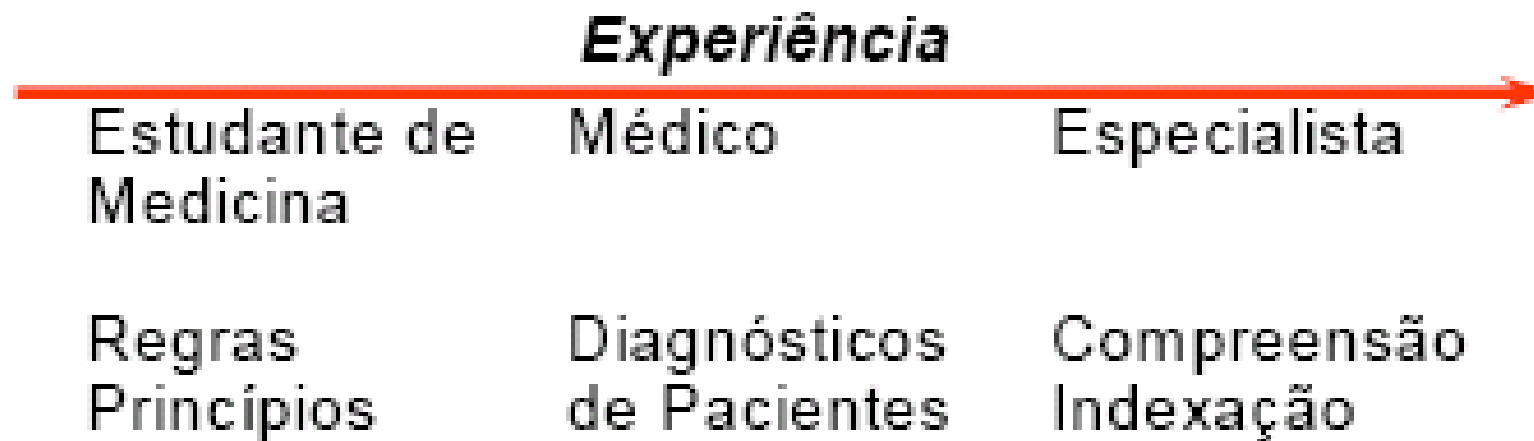 Experiência
Estudante de Medicina
Médico
Especialista
Regras
Princípios
Diagnósticos
de Pacientes
Compreensão
Indexação